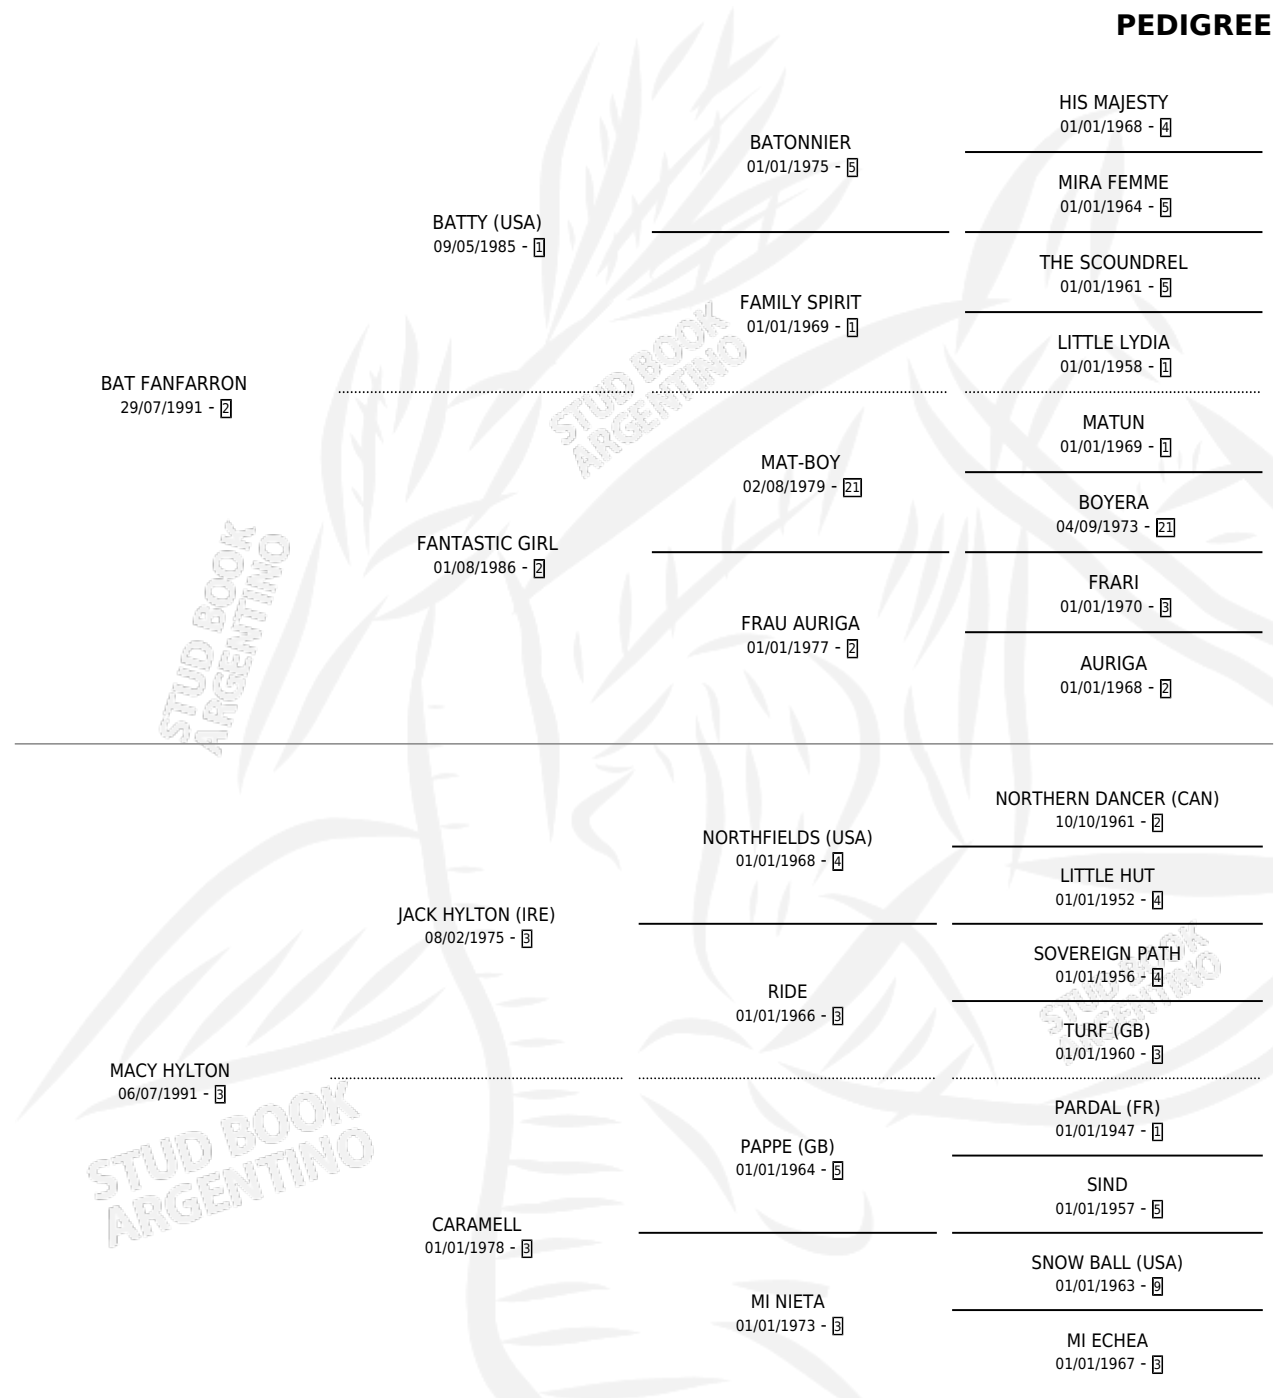 PEDIGREE
HIS MAJESTY
01/01/1968 - 4
BATONNIER
01/01/1975 - 5
MIRA FEMME
01/01/1964 - 5
BATTY (USA)
09/05/1985 - 1
THE SCOUNDREL
01/01/1961 - 5
FAMILY SPIRIT
01/01/1969 - 1
LITTLE LYDIA
01/01/1958 - 1
BAT FANFARRON
29/07/1991 - 2
MATUN
01/01/1969 - 1
MAT-BOY
02/08/1979 - 21
BOYERA
04/09/1973 - 21
FANTASTIC GIRL
01/08/1986 - 2
FRARI
01/01/1970 - 3
FRAU AURIGA
01/01/1977 - 2
AURIGA
01/01/1968 - 2
NORTHERN DANCER (CAN)
10/10/1961 - 2
NORTHFIELDS (USA)
01/01/1968 - 4
LITTLE HUT
01/01/1952 - 4
JACK HYLTON (IRE)
08/02/1975 - 3
SOVEREIGN PATH
01/01/1956 - 4
RIDE
01/01/1966 - 3
TURF (GB)
01/01/1960 - 3
MACY HYLTON
06/07/1991 - 3
PARDAL (FR)
01/01/1947 - 1
PAPPE (GB)
01/01/1964 - 5
SIND
01/01/1957 - 5
CARAMELL
01/01/1978 - 3
SNOW BALL (USA)
01/01/1963 - 9
MI NIETA
01/01/1973 - 3
MI ECHEA
01/01/1967 - 3
STUD BOOK
ARGENTINO
STUD BOOK
ARGENTINO
STUD BOOK
ARGENTINO
STUD BOOK
ARGENTINO